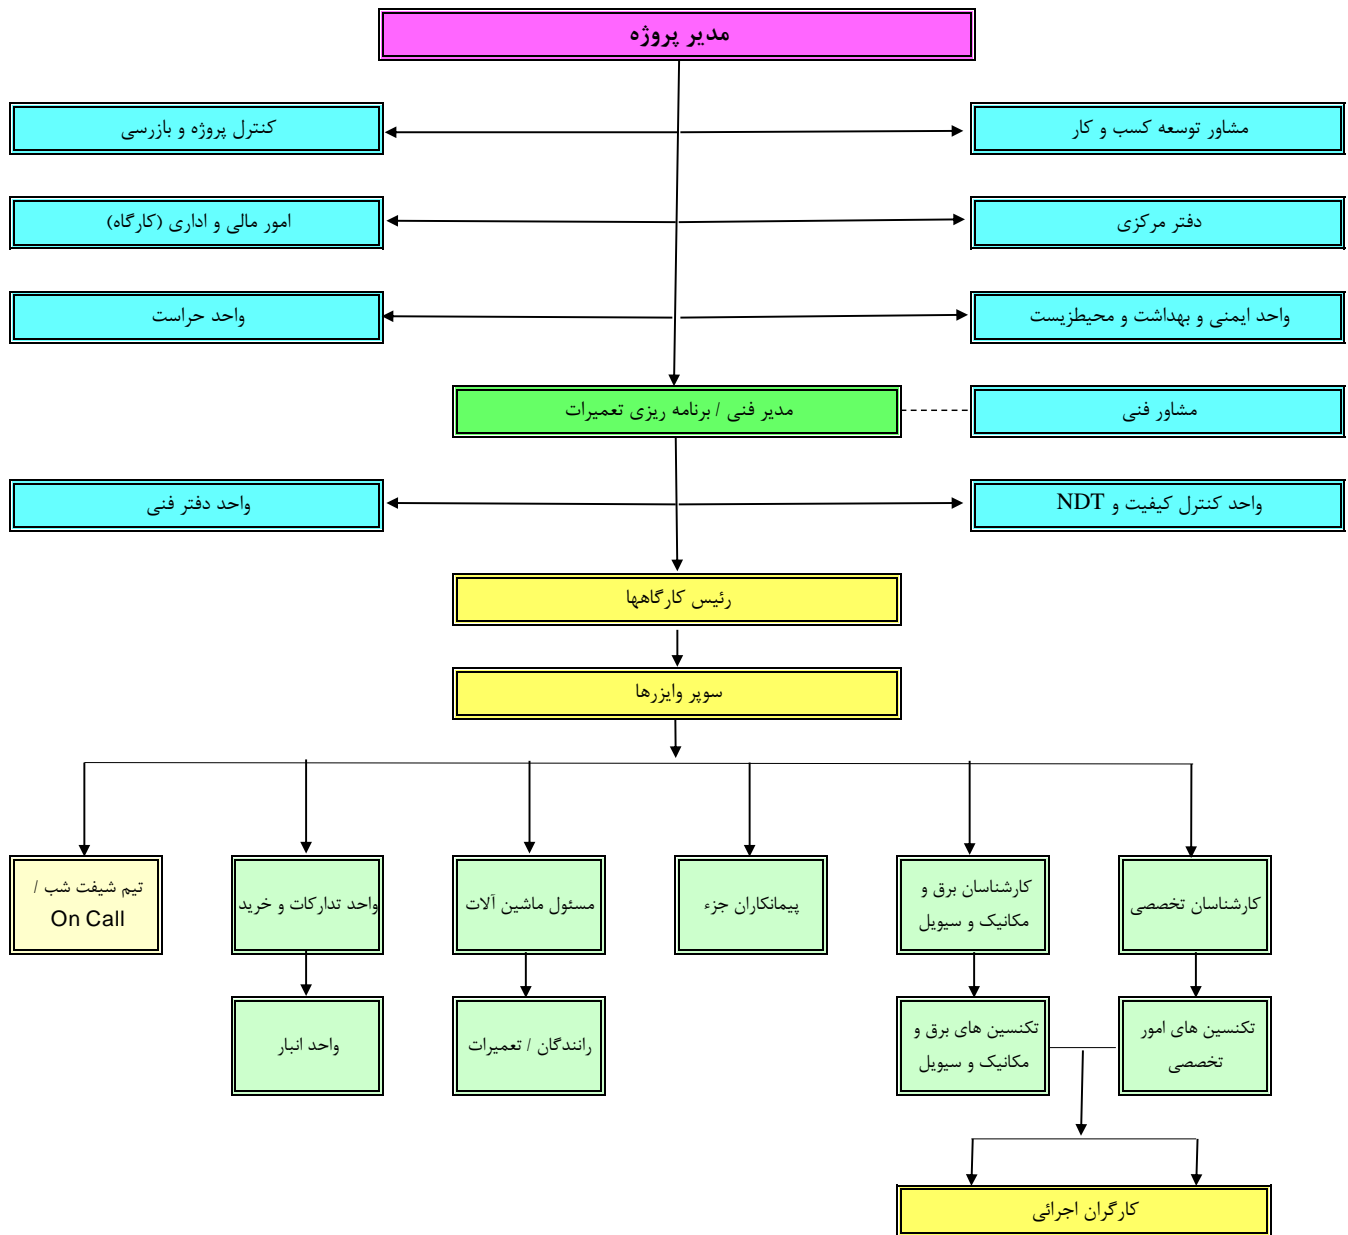 مدیر پروژه
مشاور توسعه کسب و کار
کنترل پروژه و بازرسی
دفتر مرکزی
امور مالی و اداری (کارگاه)
واحد ایمنی و بهداشت و محیطزیست
واحد حراست
مشاور فنی
مدیر فنی / برنامه ریزی تعمیرات
واحد کنترل کیفیت و NDT
واحد دفتر فنی
رئیس کارگاهها
سوپر وایزرها
کارشناسان تخصصی
کارشناسان برق و
مکانیک و سیویل
پیمانکاران جزء
مسئول ماشین آلات
واحد تدارکات و خرید
تیم شیفت شب /
On Call
تکنسین های امور
تخصصی
تکنسین های برق و
مکانیک و سیویل
رانندگان / تعمیرات
واحد انبار
کارگران اجرائی